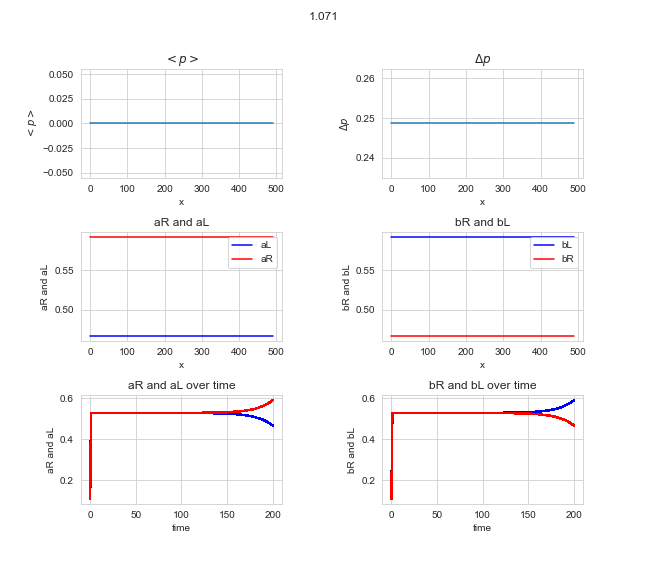 1.071
< p >
Δp
0.050
0.025
0.000
−0.025
−0.050
< p >
0 100 200 300 400 500
x
0.26
0.25
0.24
Δp
0 100 200 300 400 500
x
aR and aL
0.55
0.50
aR and aL
aL
aR
0 100 200 300 400 500
x
bR and bL
0.55
0.50
bR and bL
bL
bR
0 100 200 300 400 500
x
aR and aL over time
0.6
0.4
0.2
aR and aL
0 50 100 150 200
time
bR and bL over time
0.6
0.4
0.2
bR and bL
0 50 100 150 200
time